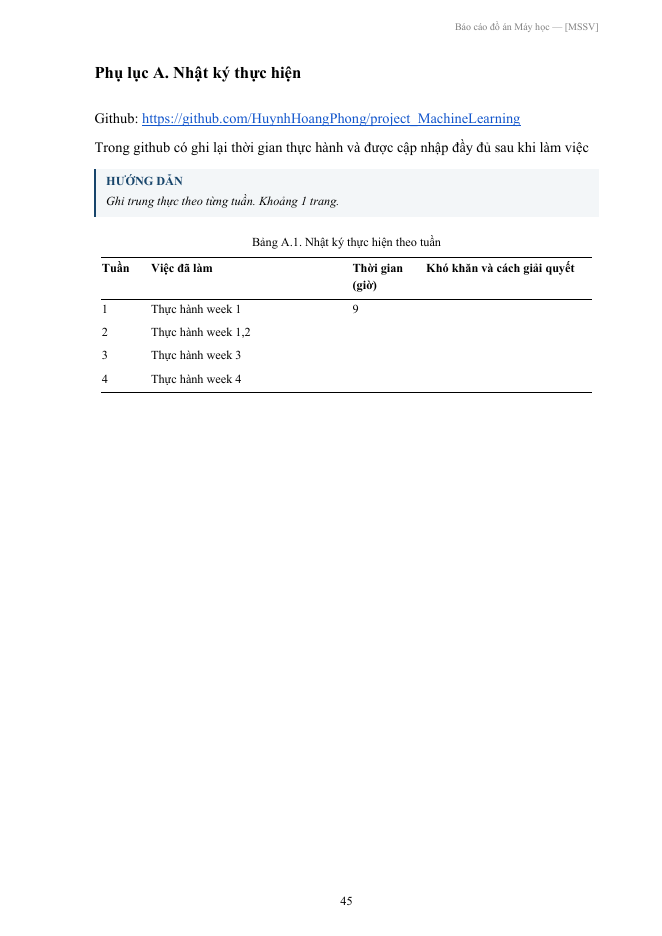 Báo cáo đồ án Máy học — [MSSV]
Phụ lục A. Nhật ký thực hiện
Github: https://github.com/HuynhHoangPhong/project_MachineLearning
Trong github có ghi lại thời gian thực hành và được cập nhập đầy đủ sau khi làm việc
HƯỚNG DẪN
Ghi trung thực theo từng tuần. Khoảng 1 trang.
Bảng A.1. Nhật ký thực hiện theo tuần
Tuần Việc đã làm Thời gian (giờ) Khó khăn và cách giải quyết
1 Thực hành week 1 9
2 Thực hành week 1,2
3 Thực hành week 3
4 Thực hành week 4
45